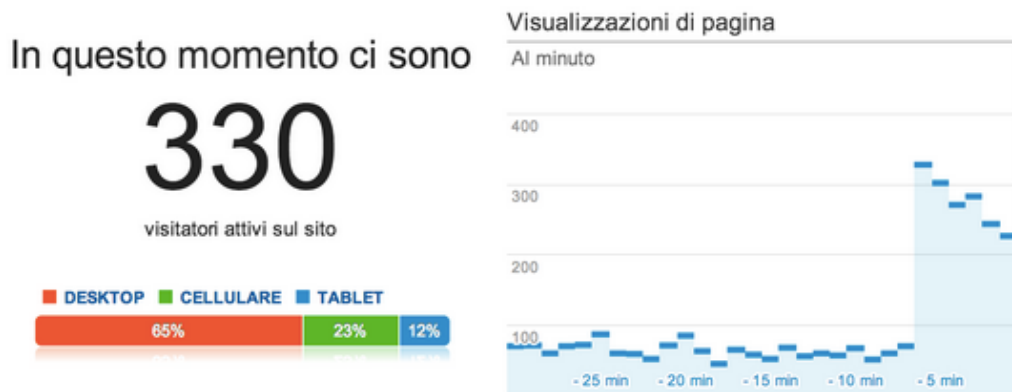 In questo momento ci sono
330
visitatori attivi sul sito
DESKTOP CELLULARE TABLET
65% 23% 12%
Visualizzazioni di pagina
Al minuto
400
300
200
100
- 25 min - 20 min - 15 min - 10 min - 5 min